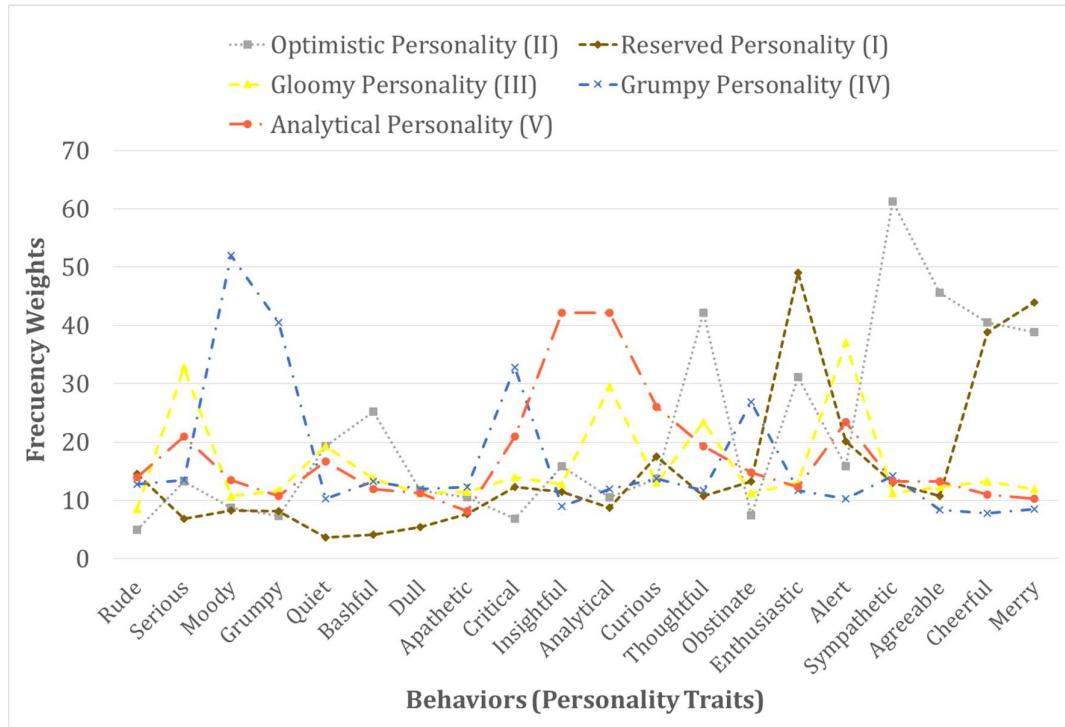 Optimistic Personality (II) Reserved Personality (I)
Gloomy Personality (III) Grumpy Personality (IV)
Analytical Personality (V)
70
60
50
40
30
20
10
0
Frecuency Weights
Rude
Serious
Moody
Grumpy
Quiet
Bashful
Dull
Apathetic
Critical
Insightful
Analytical
Curious
Thoughtful
Obstinate
Enthusiastic
Alert
Sympathetic
Agreeable
Cheerful
Merry
Behaviors (Personality Traits)